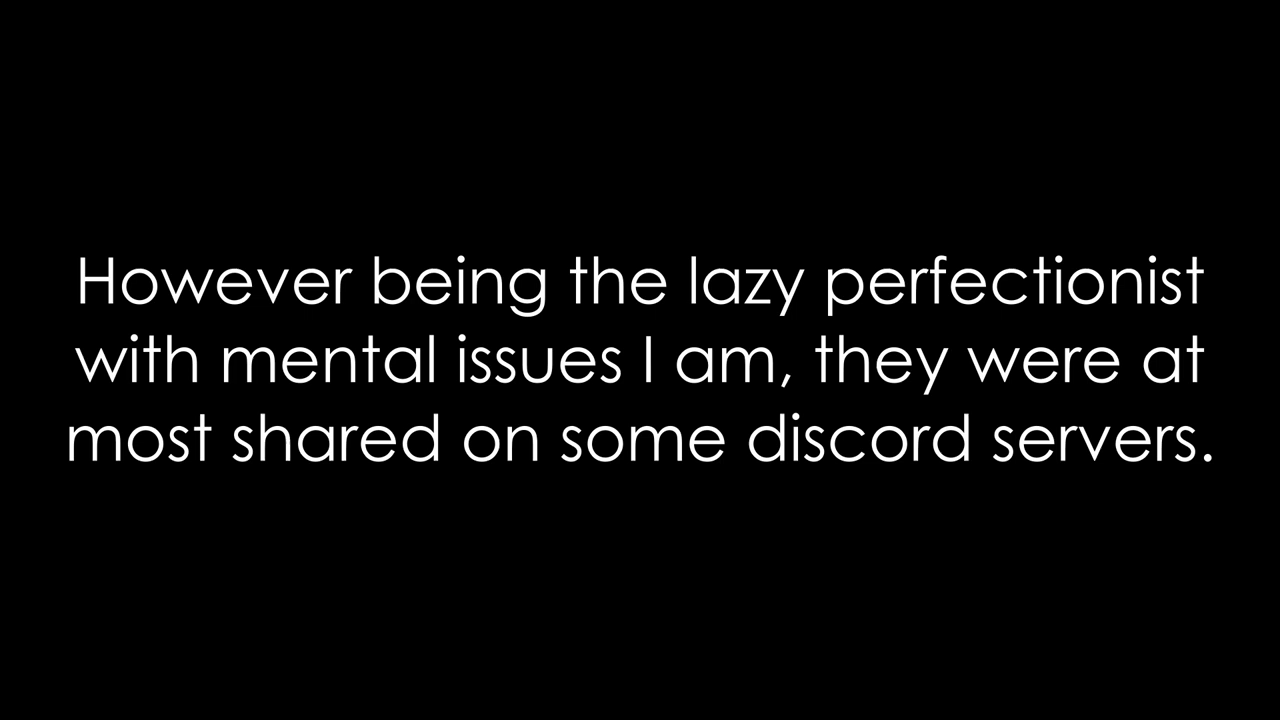 However being the lazy perfectionist
with mental issues I am, they were at
most shared on some discord servers.